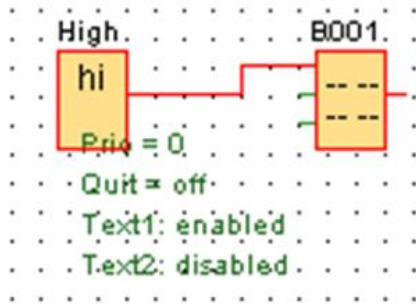 High B001
hi
Prio = 0
Quit = off
Text1: enabled
Text2: disabled